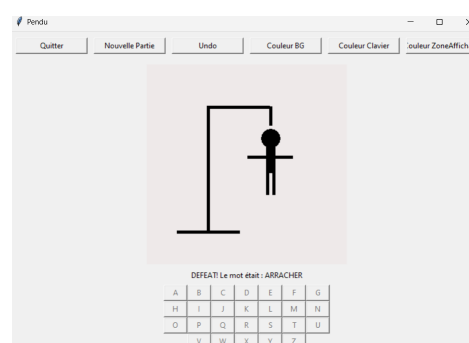 Pendu
Quitter Nouvelle Partie Undo Couleur BG Couleur Clavier Couleur ZoneAffich
DEFEAT! Le mot était : ARRACHER
A B C D E F G
H I J K L M N
O P Q R S T U
V W X Y Z